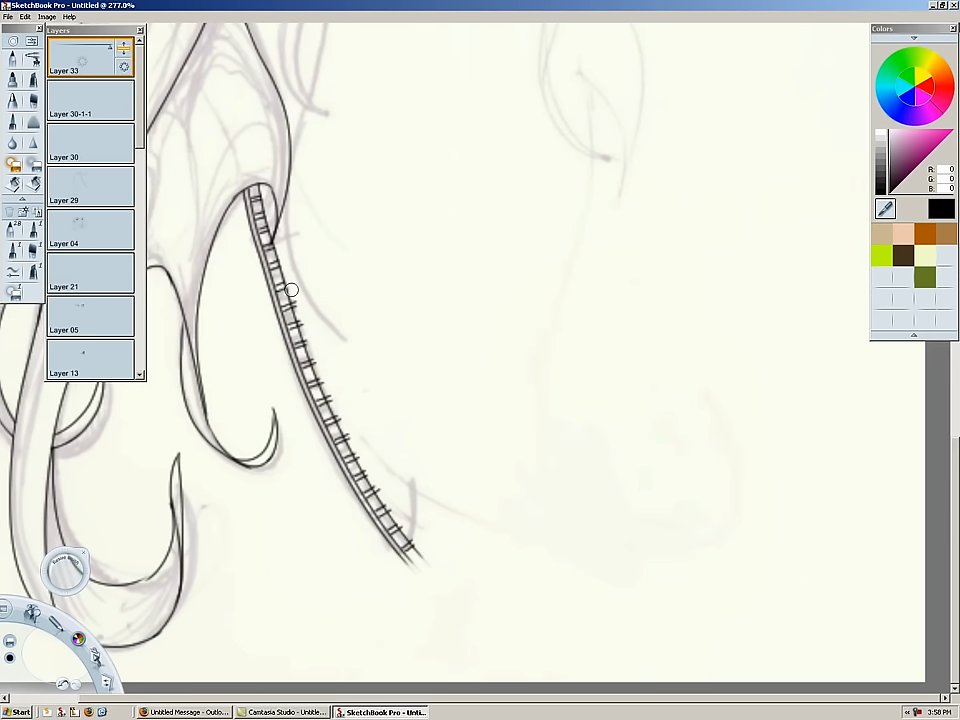 SketchBook Pro - Untitled @ 277.0%
File Edit Image Help
Layers
Layer 33
Layer 30-1-1
Layer 30
Layer 29
Layer 04
Layer 21
Layer 05
Layer 13
Colors
R: 0
G: 0
B: 0
Start
Untitled Message - Outlo...
Camtasia Studio - Untitle...
SketchBook Pro - Unti...
3:58 PM